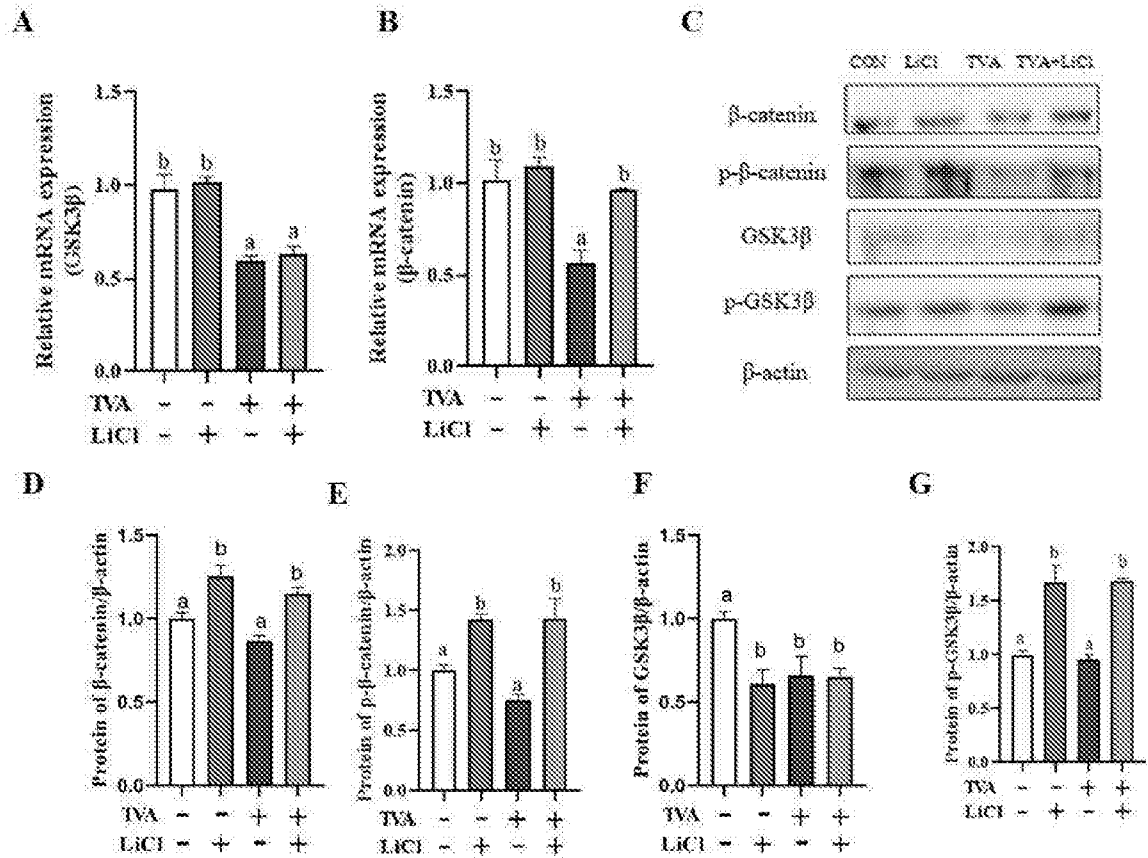 A
Relative mRNA expression
(GSK3β)
1.5
1.0
0.5
0.0
b
b
a
a
TVA - - + +
LiCl - + - +
B
Relative mRNA expression
(β-catenin)
1.5
1.0
0.5
0.0
b
b
a
b
TVA - - + +
LiCl - + - +
C
CON LiCl TVA TVA+LiCl
β-catenin
p-β-catenin
GSK3β
p-GSK3β
β-actin
D
Protein of β-catenin/β-actin
1.5
1.0
0.5
0.0
a
b
a
b
TVA - - + +
LiCl - + - +
E
Protein of p-β-catenin/β-actin
2.0
1.5
1.0
0.5
0.0
a
b
a
b
TVA - - + +
LiCl - + - +
F
Protein of GSK3β/β-actin
1.5
1.0
0.5
0.0
a
b
b
b
TVA - - + +
LiCl - + - +
G
Protein of p-GSK3β/β-actin
2.0
1.5
1.0
0.5
0.0
a
b
a
b
TVA - - + +
LiCl - + - +